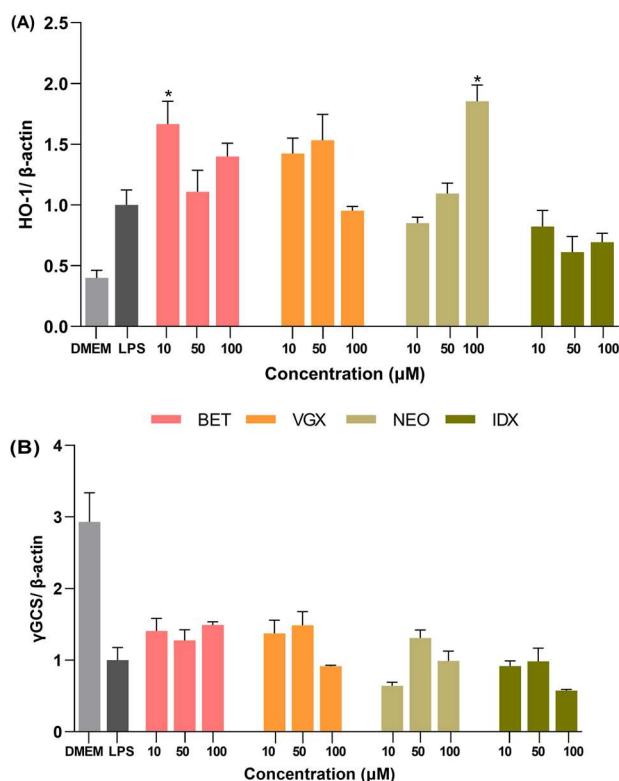 (A)
2.5
2.0
1.5
1.0
0.5
0.0
HO-1/ β-actin
* *
DMEM LPS 10 50 100 10 50 100 10 50 100 10 50 100
Concentration (µM)
BET VGX NEO IDX
(B)
4
3
2
1
0
γGCS/ β-actin
DMEM LPS 10 50 100 10 50 100 10 50 100 10 50 100
Concentration (µM)